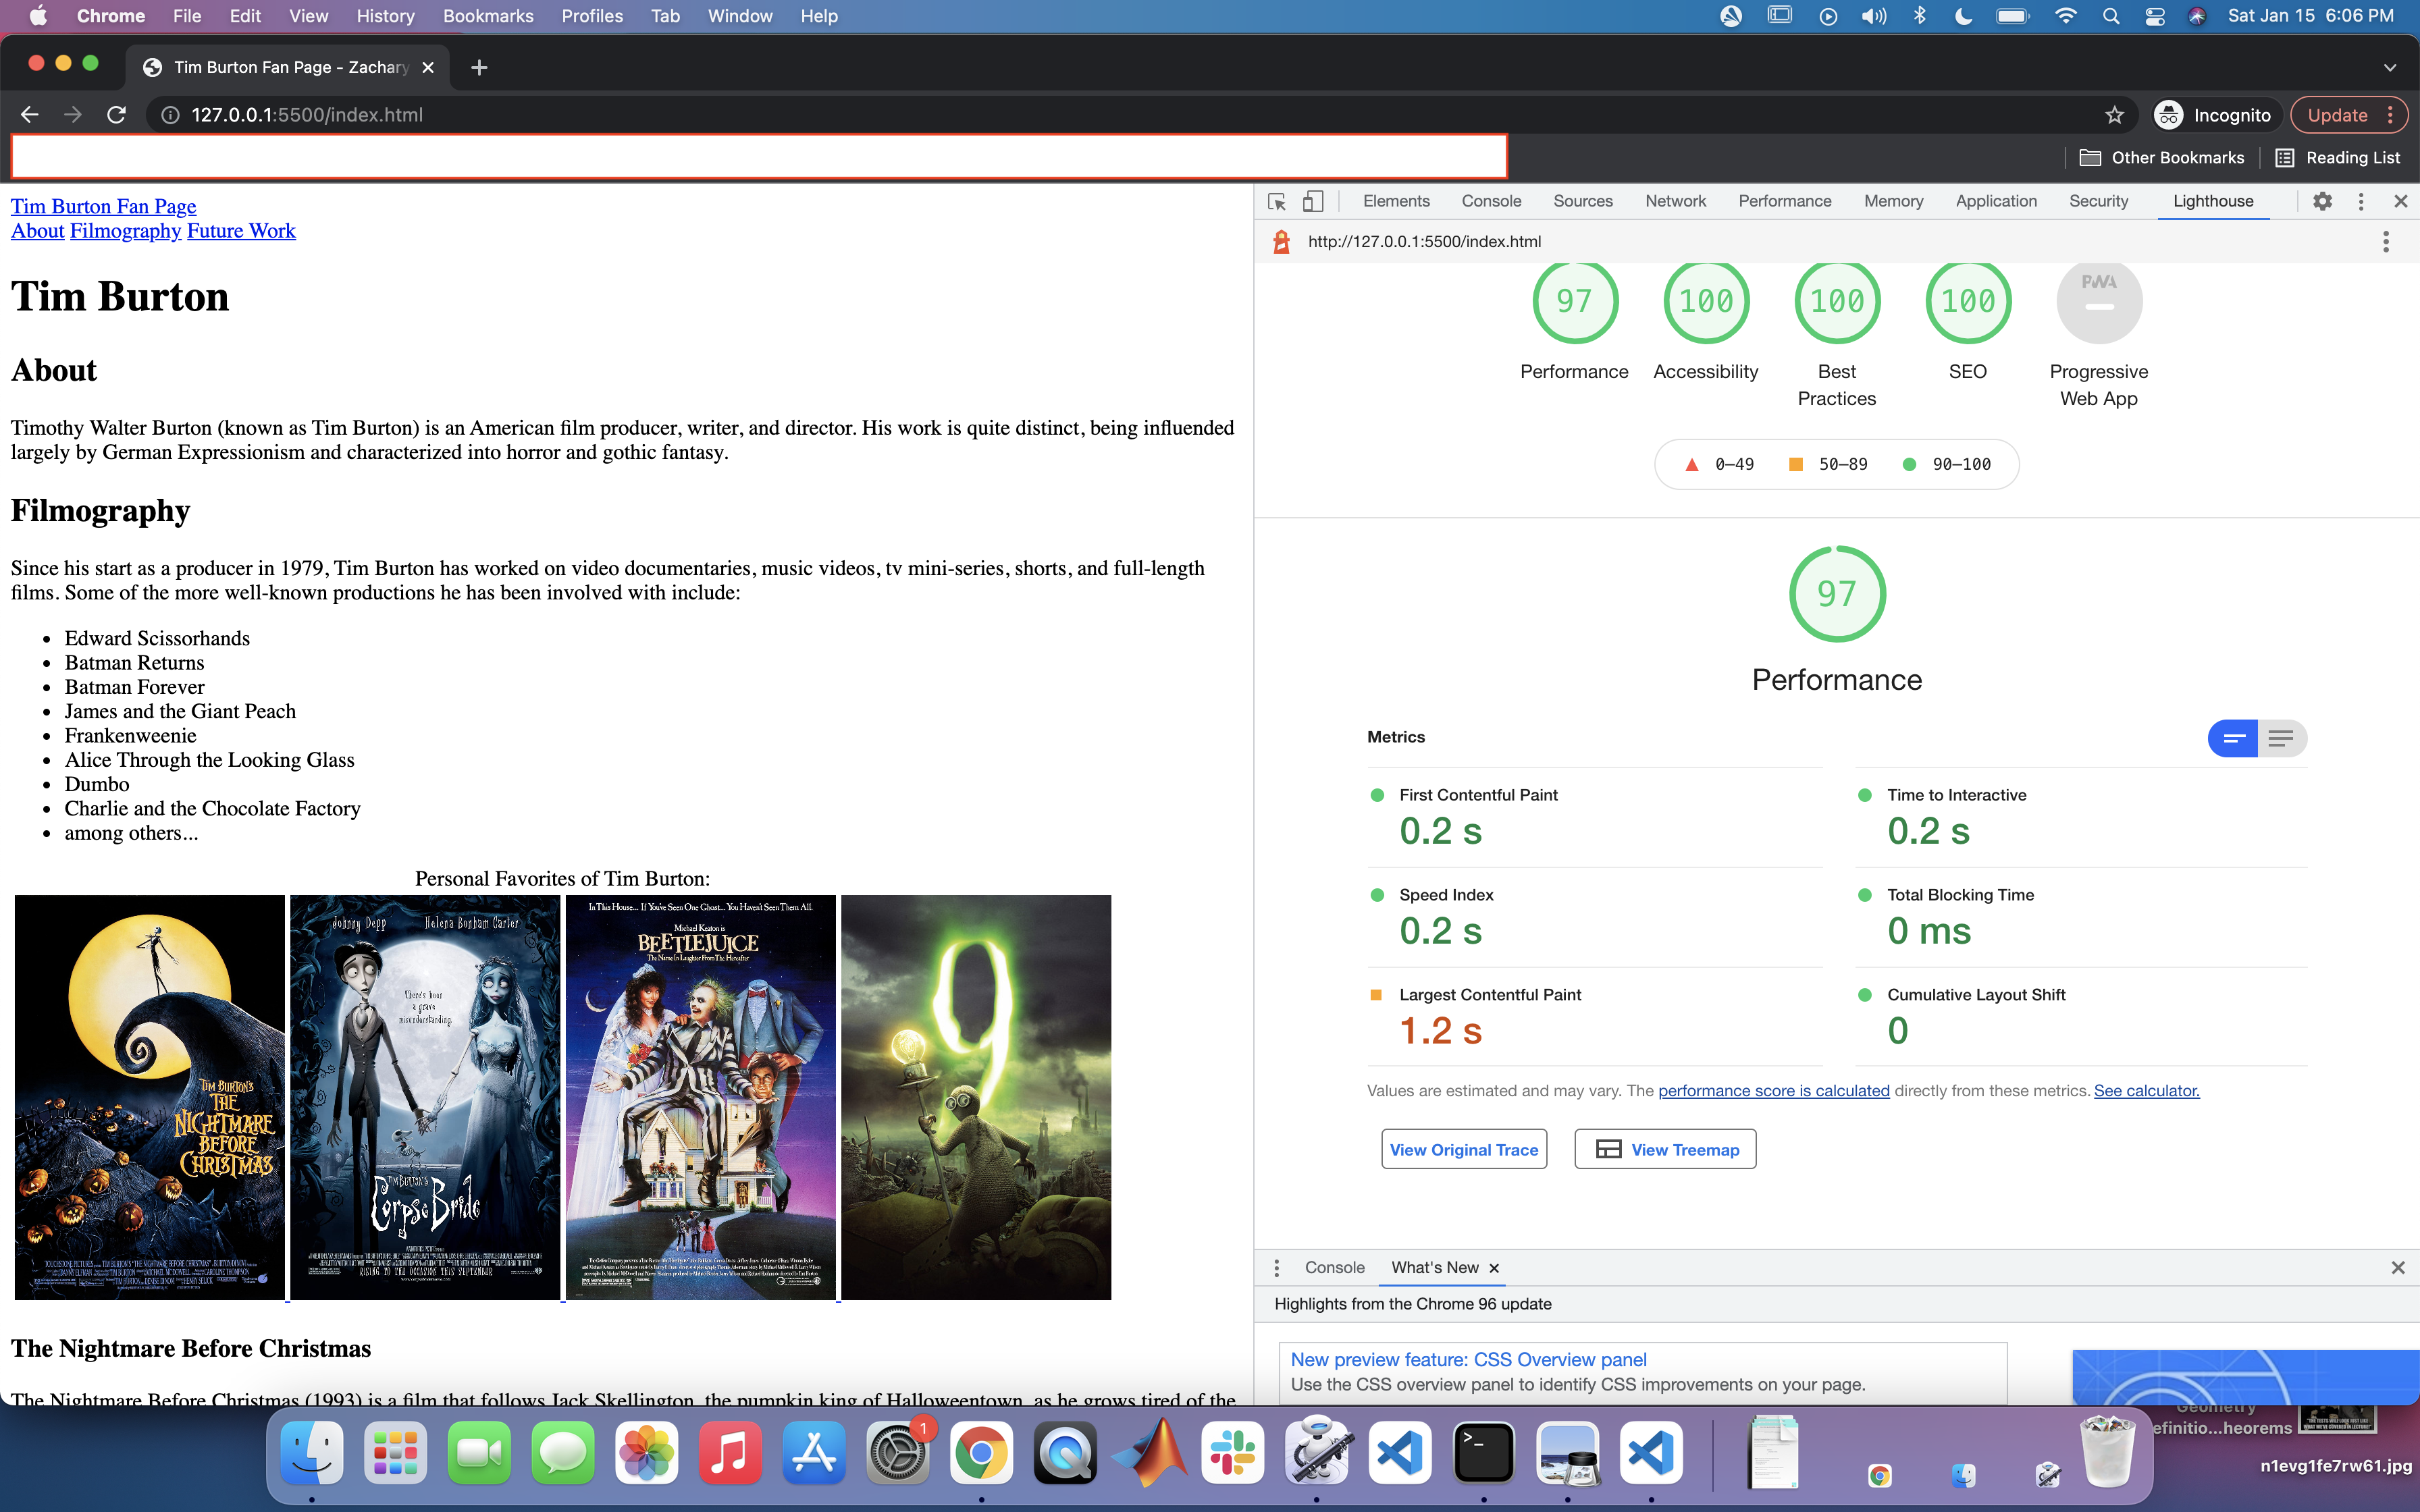 Chrome File Edit View History Bookmarks Profiles Tab Window Help Sat Jan 15 6:06 PM
Tim Burton Fan Page - Zachary
127.0.0.1:5500/index.html Incognito Update
Other Bookmarks Reading List
Tim Burton Fan Page
About Filmography Future Work
Tim Burton
About
Timothy Walter Burton (known as Tim Burton) is an American film producer, writer, and director. His work is quite distinct, being influended
largely by German Expressionism and characterized into horror and gothic fantasy.
Filmography
Since his start as a producer in 1979, Tim Burton has worked on video documentaries, music videos, tv mini-series, shorts, and full-length
films. Some of the more well-known productions he has been involved with include:
Edward Scissorhands
Batman Returns
Batman Forever
James and the Giant Peach
Frankenweenie
Alice Through the Looking Glass
Dumbo
Charlie and the Chocolate Factory
among others...
Personal Favorites of Tim Burton:
TIM BURTON'S
THE
NIGHTMARE
BEFORE
CHRISTMAS
Johnny Depp Helena Bonham Carter
There's been
a grave
misunderstanding.
TIM BURTON'S
Corpse Bride
RISING TO THE OCCASION THIS SEPTEMBER
In This House... If You've Seen One Ghost... You Haven't Seen Them All.
Michael Keaton is
BEETLEJUICE
The Name In Laughter From The Hereafter
9
The Nightmare Before Christmas
The Nightmare Before Christmas (1993) is a film that follows Jack Skellington, the pumpkin king of Halloweentown, as he grows tired of the
Elements Console Sources Network Performance Memory Application Security Lighthouse
http://127.0.0.1:5500/index.html
97 100 100 100 PWA
Performance Accessibility Best Practices SEO Progressive Web App
0–49 50–89 90–100
97
Performance
Metrics
First Contentful Paint
0.2 s
Time to Interactive
0.2 s
Speed Index
0.2 s
Total Blocking Time
0 ms
Largest Contentful Paint
1.2 s
Cumulative Layout Shift
0
Values are estimated and may vary. The performance score is calculated directly from these metrics. See calculator.
View Original Trace View Treemap
Console What's New
Highlights from the Chrome 96 update
New preview feature: CSS Overview panel
Use the CSS overview panel to identify CSS improvements on your page.
1
Geometry
efinitio...heorems
n1evg1fe7rw61.jpg